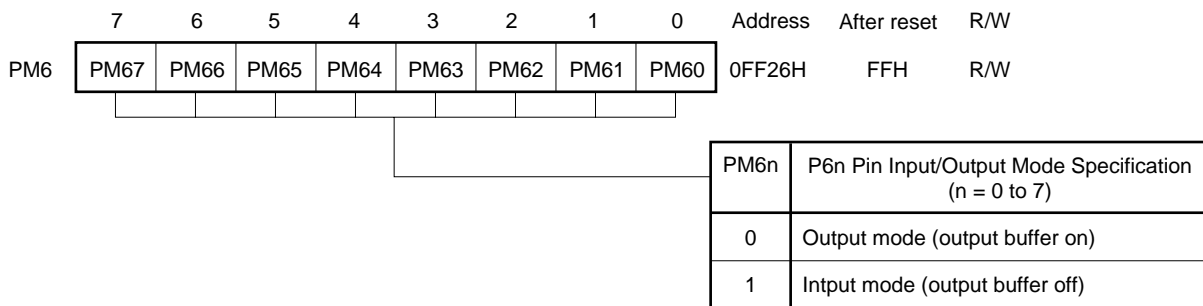 7 6 5 4 3 2 1 0 Address After reset R/W
PM6 PM67 PM66 PM65 PM64 PM63 PM62 PM61 PM60 0FF26H FFH R/W
PM6n P6n Pin Input/Output Mode Specification
(n = 0 to 7)
0 Output mode (output buffer on)
1 Intput mode (output buffer off)